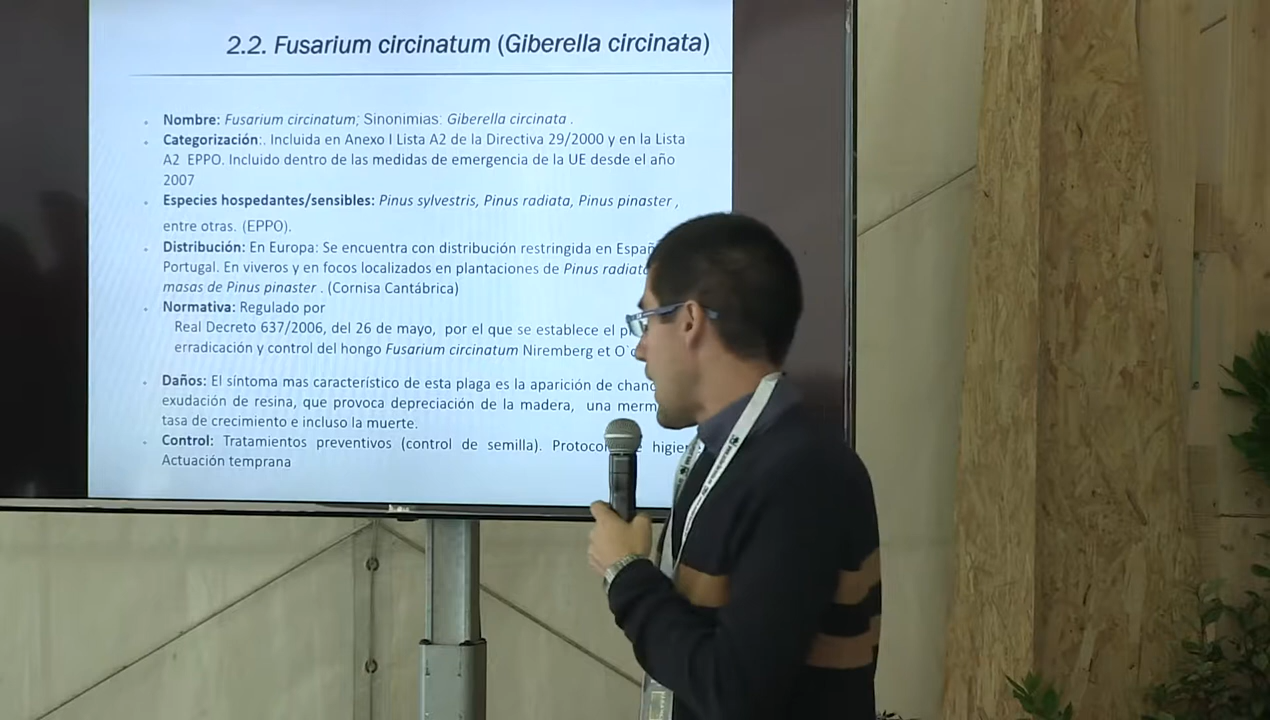 2.2. Fusarium circinatum (Giberella circinata)
Nombre: Fusarium circinatum; Sinonimias: Giberella circinata .
Categorización:. Incluida en Anexo I Lista A2 de la Directiva 29/2000 y en la Lista
A2 EPPO. Incluido dentro de las medidas de emergencia de la UE desde el año
2007
Especies hospedantes/sensibles: Pinus sylvestris, Pinus radiata, Pinus pinaster ,
entre otras. (EPPO).
Distribución: En Europa: Se encuentra con distribución restringida en
Portugal. En viveros y en focos localizados en plantaciones de Pinus
masas de Pinus pinaster . (Cornisa Cantábrica)
Normativa: Regulado por
Real Decreto 637/2006, del 26 de mayo, por el que se establece el
erradicación y control del hongo Fusarium circinatum Niremberg et
Daños: El síntoma mas característico de esta plaga es la aparición de
exudación de resina, que provoca depreciación de la madera, una
tasa de crecimiento e incluso la muerte.
Control: Tratamientos preventivos (control de semilla).
Actuación temprana